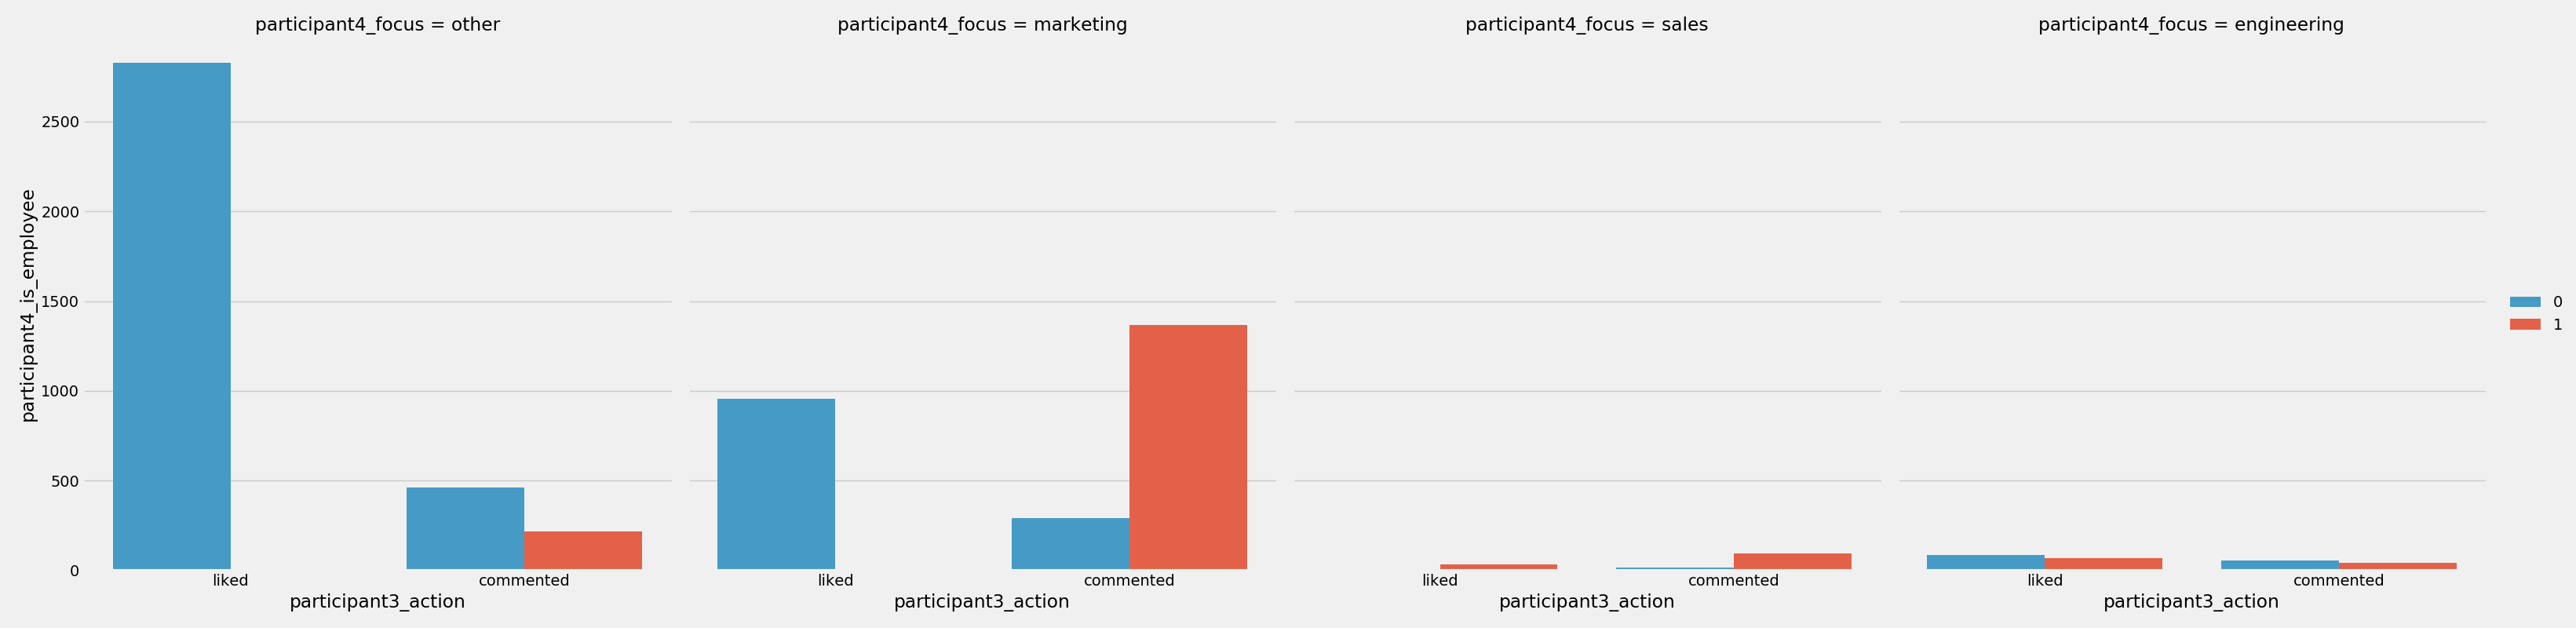 participant4_focus = other
participant4_focus = marketing
participant4_focus = sales
participant4_focus = engineering
participant4_is_employee
2500
2000
1500
1000
500
0
0
1
liked
commented
liked
commented
liked
commented
liked
commented
participant3_action
participant3_action
participant3_action
participant3_action